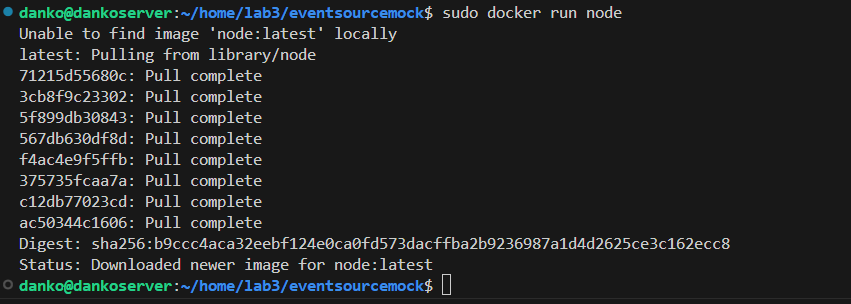 danko@dankoserver:~/home/lab3/eventsourcemock$ sudo docker run node
Unable to find image 'node:latest' locally
latest: Pulling from library/node
71215d55680c: Pull complete
3cb8f9c23302: Pull complete
5f899db30843: Pull complete
567db630df8d: Pull complete
f4ac4e9f5ffb: Pull complete
375735fcaa7a: Pull complete
c12db77023cd: Pull complete
ac50344c1606: Pull complete
Digest: sha256:b9ccc4aca32eebf124e0ca0fd573dacffba2b9236987a1d4d2625ce3c162ecc8
Status: Downloaded newer image for node:latest
danko@dankoserver:~/home/lab3/eventsourcemock$